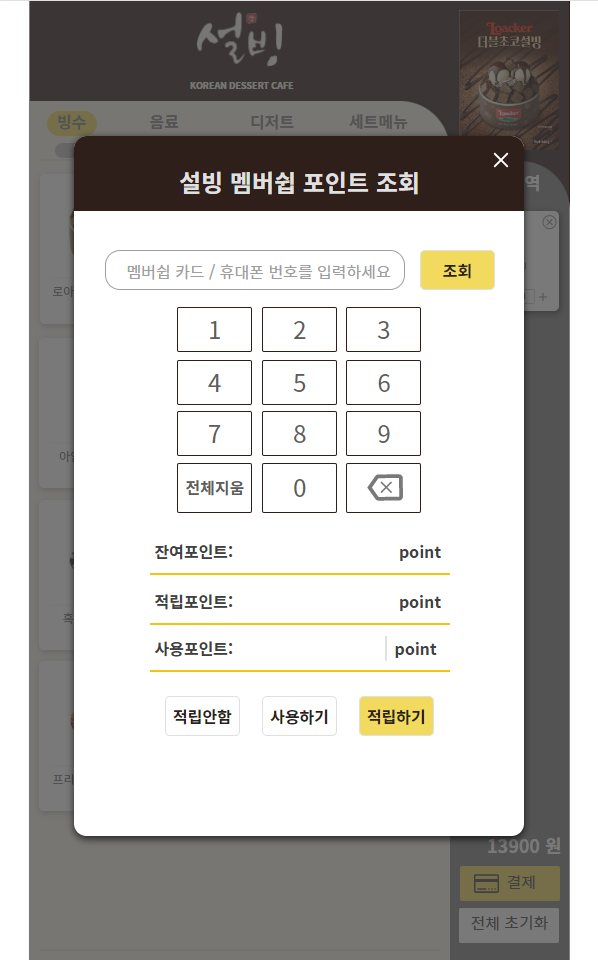 설빙
KOREAN DESSERT CAFE
Loacker
더블초코설빙
빙수 음료 디저트 세트메뉴
역
설빙 멤버쉽 포인트 조회
멤버쉽 카드 / 휴대폰 번호를 입력하세요
조회
로아
1 2 3
4 5 6
아
7 8 9
전체지움 0
잔여포인트: point
적립포인트: point
흑
사용포인트: point
적립안함 사용하기 적립하기
프리
13900 원
결제
전체 초기화